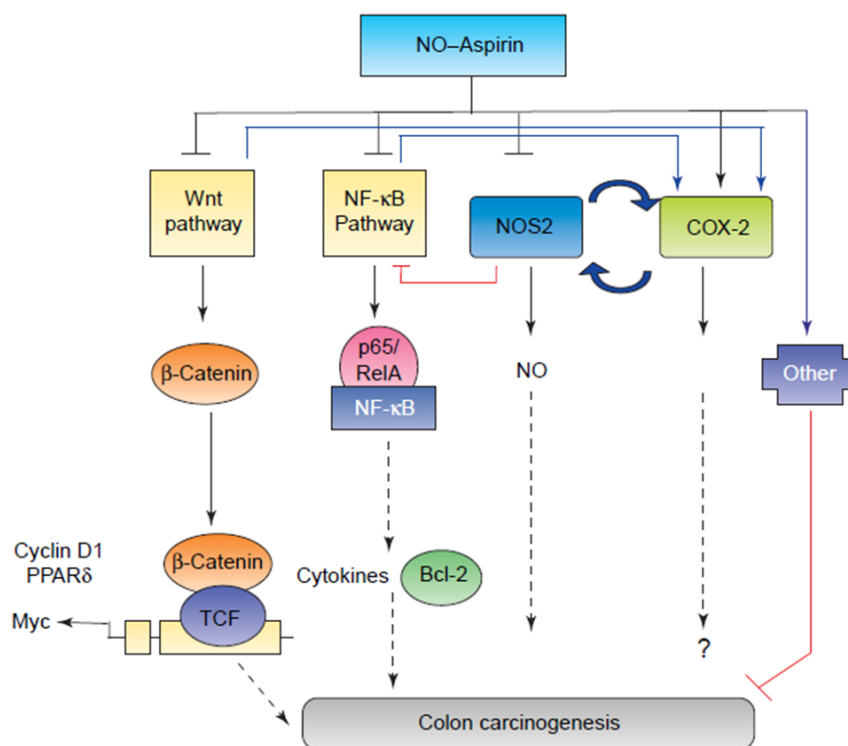 NO–Aspirin
Wnt
pathway
NF-κB
Pathway
NOS2
COX-2
β-Catenin
p65/
RelA
NF-κB
NO
Other
Cyclin D1
PPARδ
Myc
β-Catenin
TCF
Cytokines
Bcl-2
?
Colon carcinogenesis